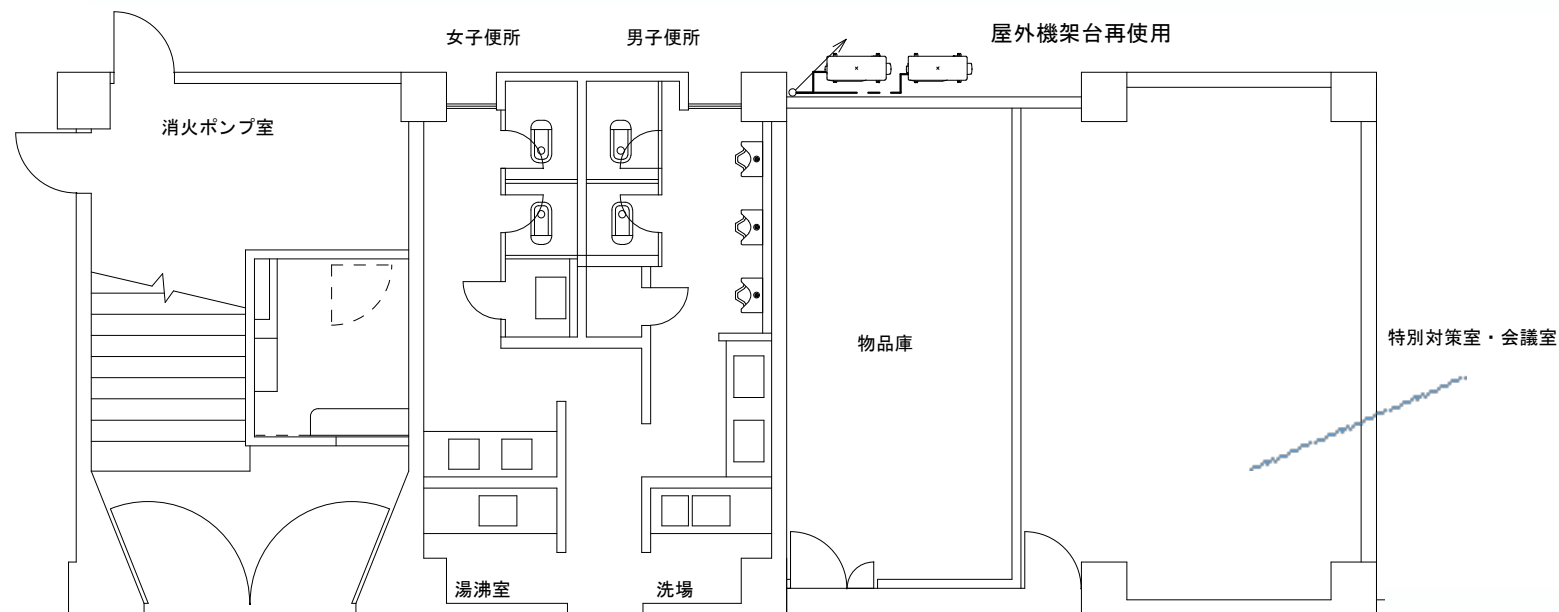 屋外機架台再使用
女子便所
男子便所
消火ポンプ室
物品庫
特別対策室・会議室
湯沸室
洗場